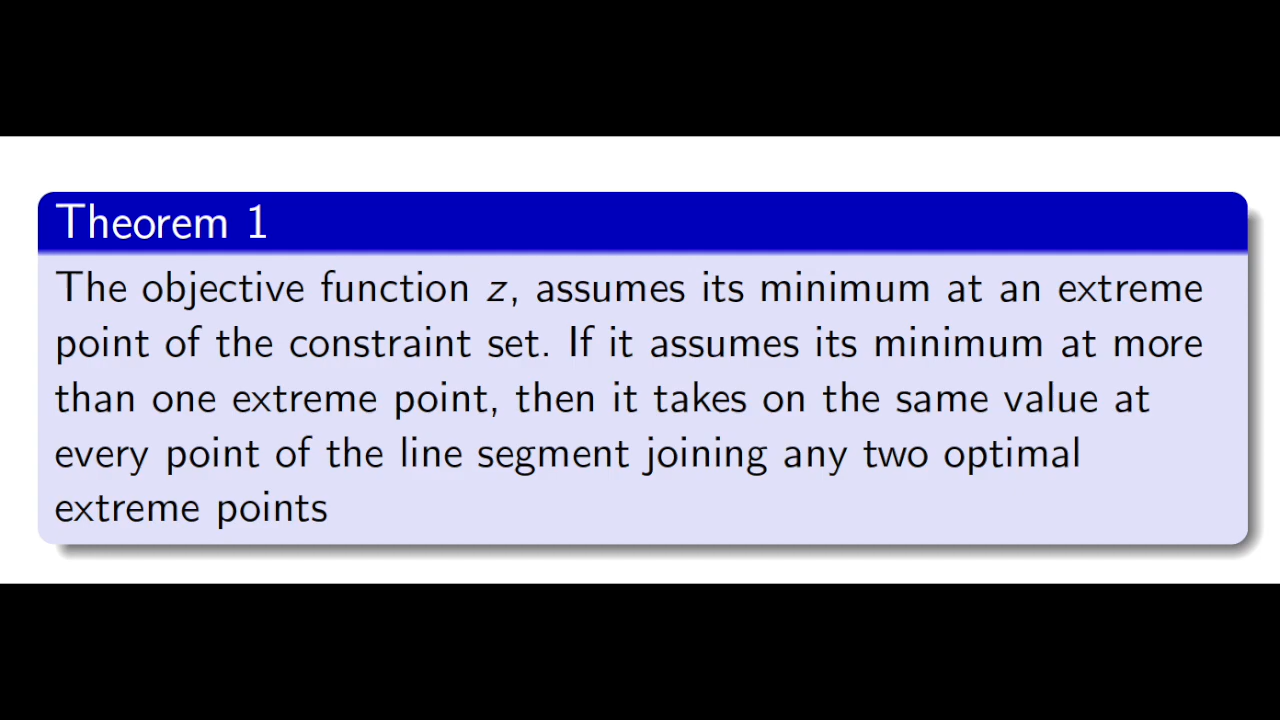 Theorem 1
The objective function z, assumes its minimum at an extreme
point of the constraint set. If it assumes its minimum at more
than one extreme point, then it takes on the same value at
every point of the line segment joining any two optimal
extreme points